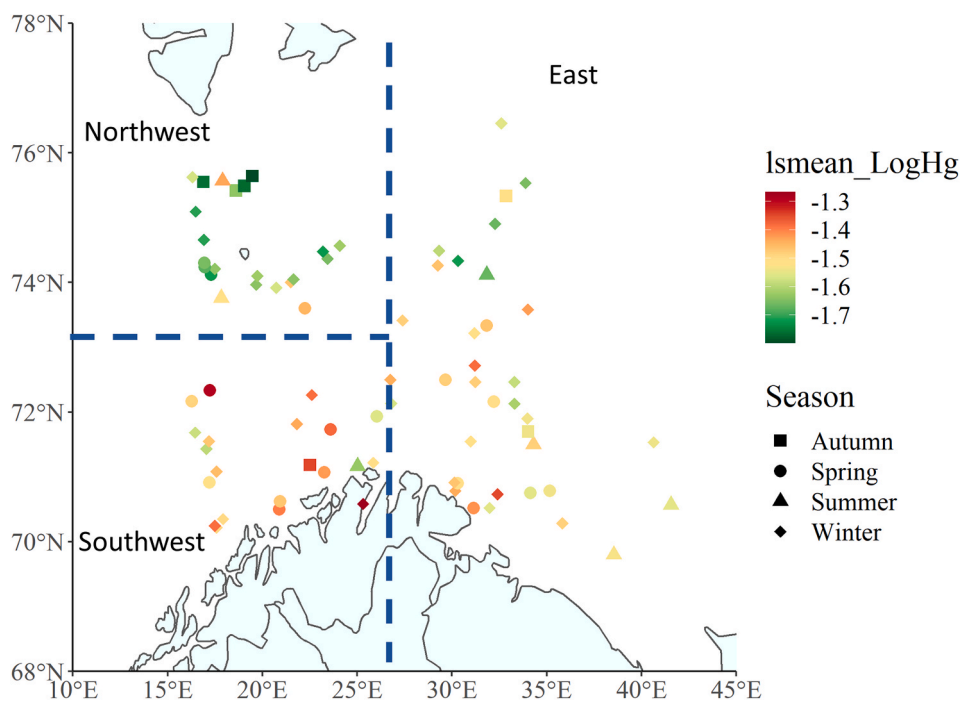 78°N
East
Northwest
76°N
lsmean_LogHg
-1.3
-1.4
-1.5
-1.6
-1.7
74°N
72°N
Season
Autumn
Spring
Summer
Winter
Southwest
70°N
68°N
10°E 15°E 20°E 25°E 30°E 35°E 40°E 45°E